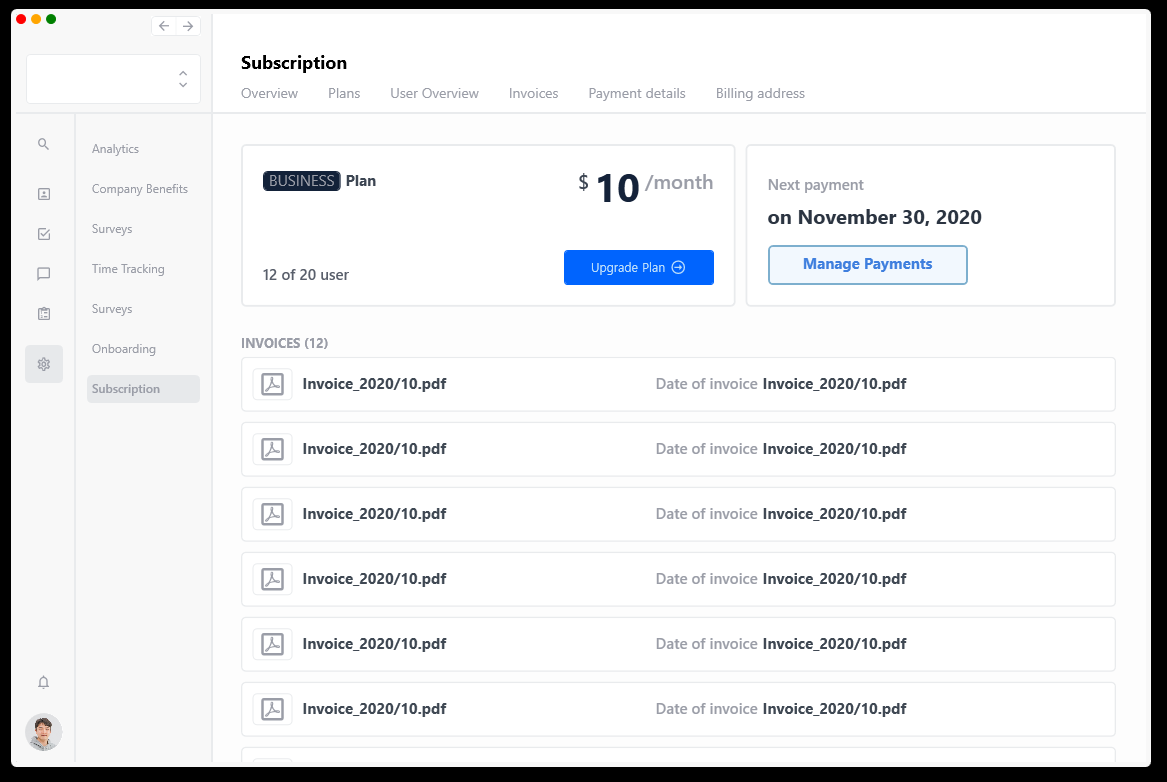 Subscription
Overview Plans User Overview Invoices Payment details Billing address
Analytics
Company Benefits
Surveys
Time Tracking
Surveys
Onboarding
Subscription
BUSINESS Plan
$ 10 /month
12 of 20 user
Upgrade Plan
Next payment
on November 30, 2020
Manage Payments
INVOICES (12)
Invoice_2020/10.pdf Date of invoice Invoice_2020/10.pdf
Invoice_2020/10.pdf Date of invoice Invoice_2020/10.pdf
Invoice_2020/10.pdf Date of invoice Invoice_2020/10.pdf
Invoice_2020/10.pdf Date of invoice Invoice_2020/10.pdf
Invoice_2020/10.pdf Date of invoice Invoice_2020/10.pdf
Invoice_2020/10.pdf Date of invoice Invoice_2020/10.pdf